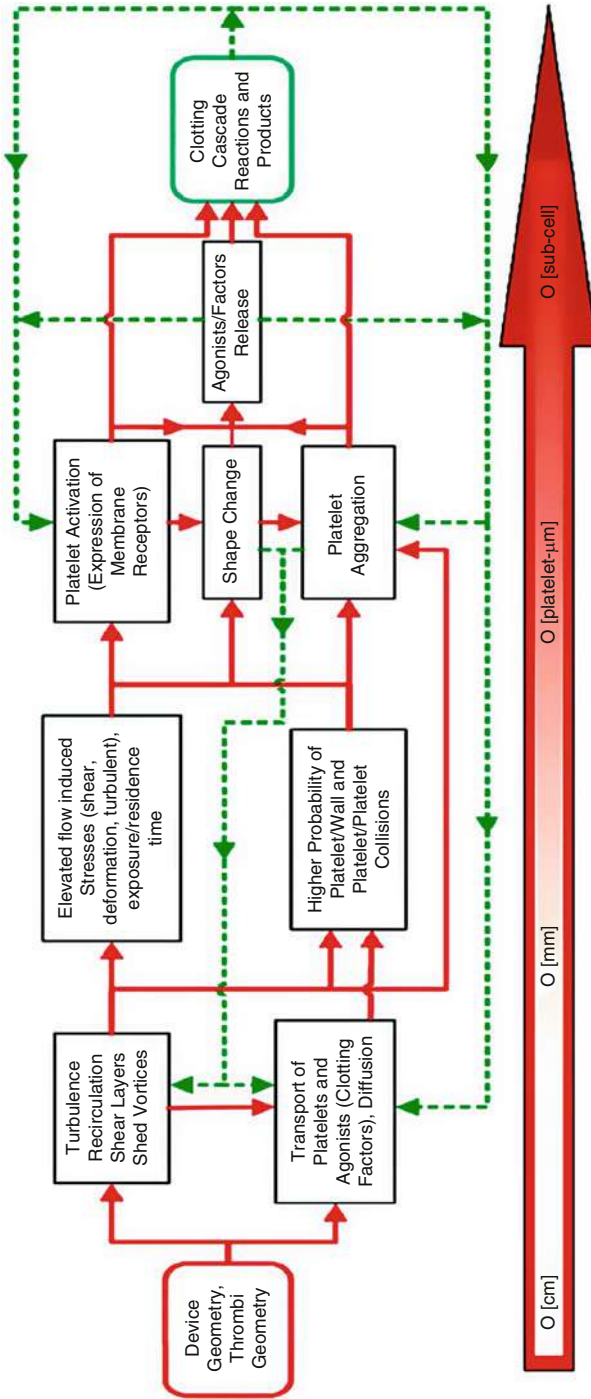 Device
Geometry,
Thrombi
Geometry
Turbulence
Recirculation
Shear Layers
Shed Vortices
Transport of
Platelets and
Agonists (Clotting
Factors), Diffusion
Elevated flow induced
Stresses (shear,
deformation, turbulent),
exposure/residence
time
Higher Probability of
Platelet/Wall and
Platelet/Platelet
Collisions
Platelet Activation
(Expression of
Membrane
Receptors)
Shape Change
Platelet
Aggregation
Agonists/Factors
Release
Clotting
Cascade
Reactions and
Products
O [cm]
O [mm]
O [platelet-μm]
O [sub-cell]